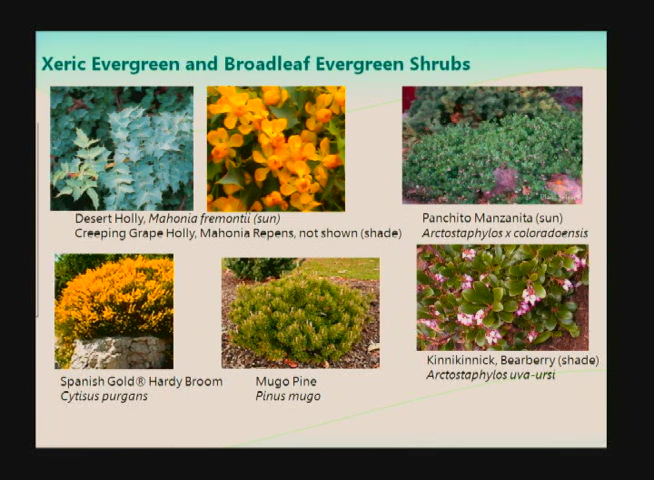 Xeric Evergreen and Broadleaf Evergreen Shrubs
Desert Holly, Mahonia fremontii (sun)
Creeping Grape Holly, Mahonia Repens, not shown (shade)
Panchito Manzanita (sun)
Arctostaphylos x coloradoensis
Spanish Gold® Hardy Broom
Cytisus purgans
Mugo Pine
Pinus mugo
Kinnikinnick, Bearberry (shade)
Arctostaphylos uva-ursi